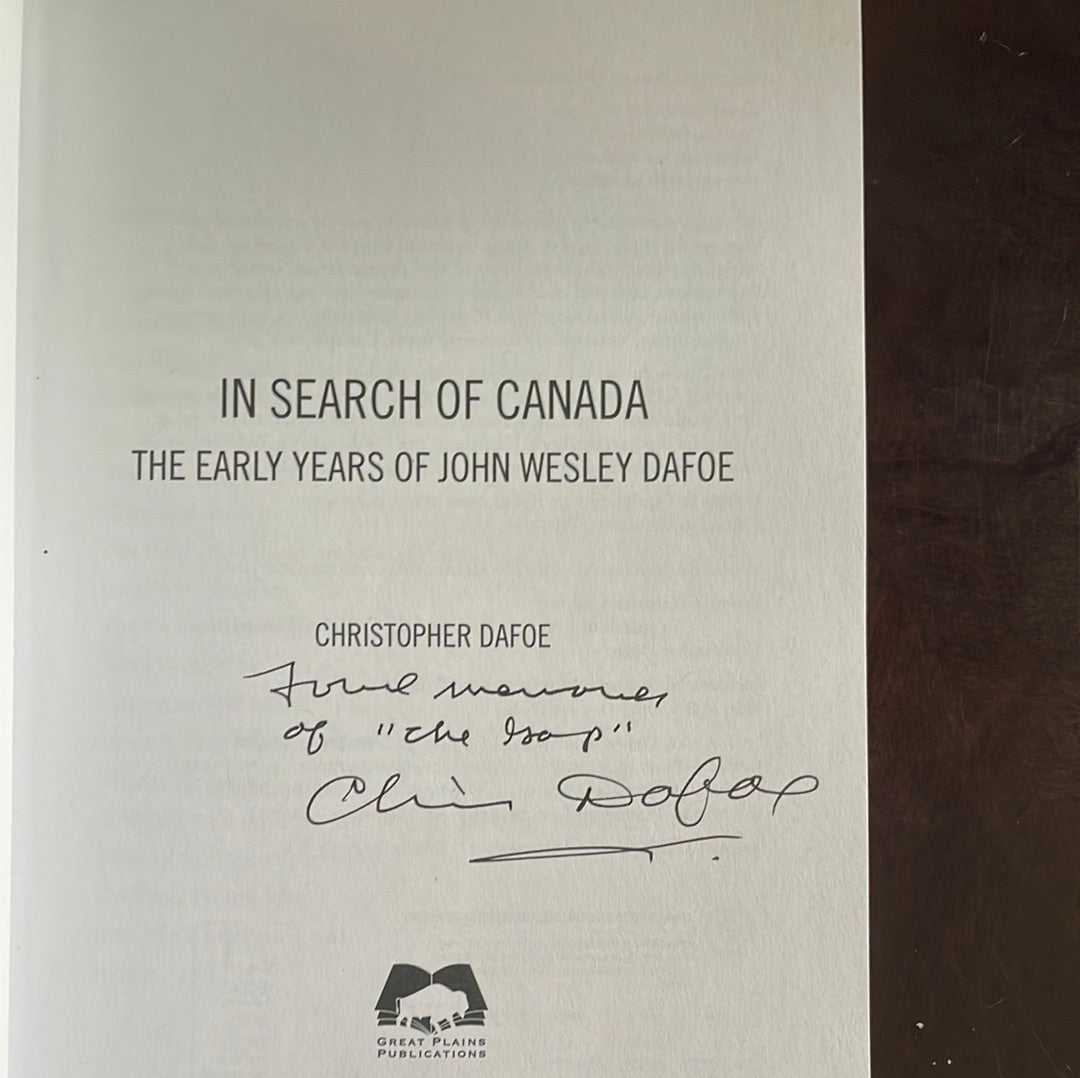 IN SEARCH OF CANADA
THE EARLY YEARS OF JOHN WESLEY DAFOE
CHRISTOPHER DAFOE
Fond memories
of "the
Chris Dafoe
GREAT PLAINS
PUBLICATIONS